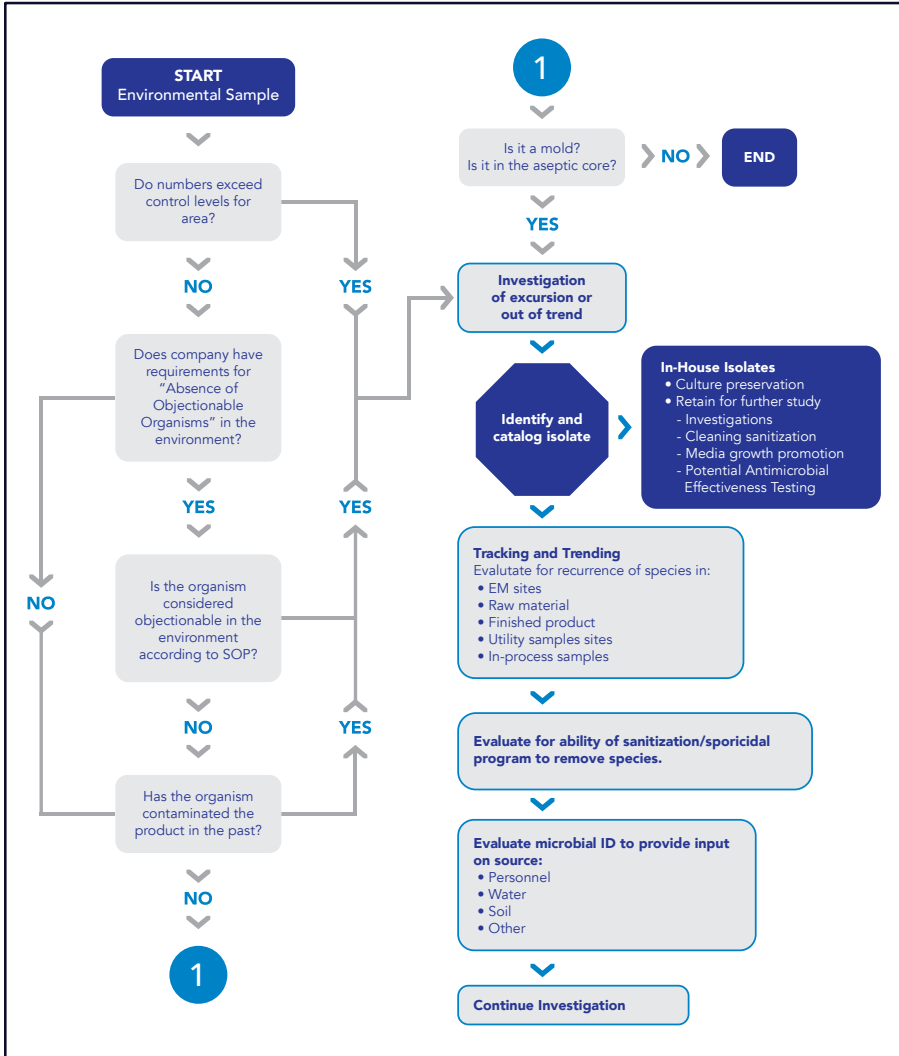 START
Environmental Sample
Do numbers exceed
control levels for
area?
NO
YES
Does company have
requirements for
“Absence of
Objectionable
Organisms” in the
environment?
YES
YES
NO
Is the organism
considered
objectionable in the
environment
according to SOP?
NO
YES
Has the organism
contaminated the
product in the past?
NO
1
1
Is it a mold?
Is it in the aseptic core?
NO
END
YES
Investigation
of excursion or
out of trend
Identify and
catalog isolate
In-House Isolates
• Culture preservation
• Retain for further study
- Investigations
- Cleaning sanitization
- Media growth promotion
- Potential Antimicrobial
Effectiveness Testing
Tracking and Trending
Evalutate for recurrence of species in:
• EM sites
• Raw material
• Finished product
• Utility samples sites
• In-process samples
Evaluate for ability of sanitization/sporicidal
program to remove species.
Evaluate microbial ID to provide input
on source:
• Personnel
• Water
• Soil
• Other
Continue Investigation